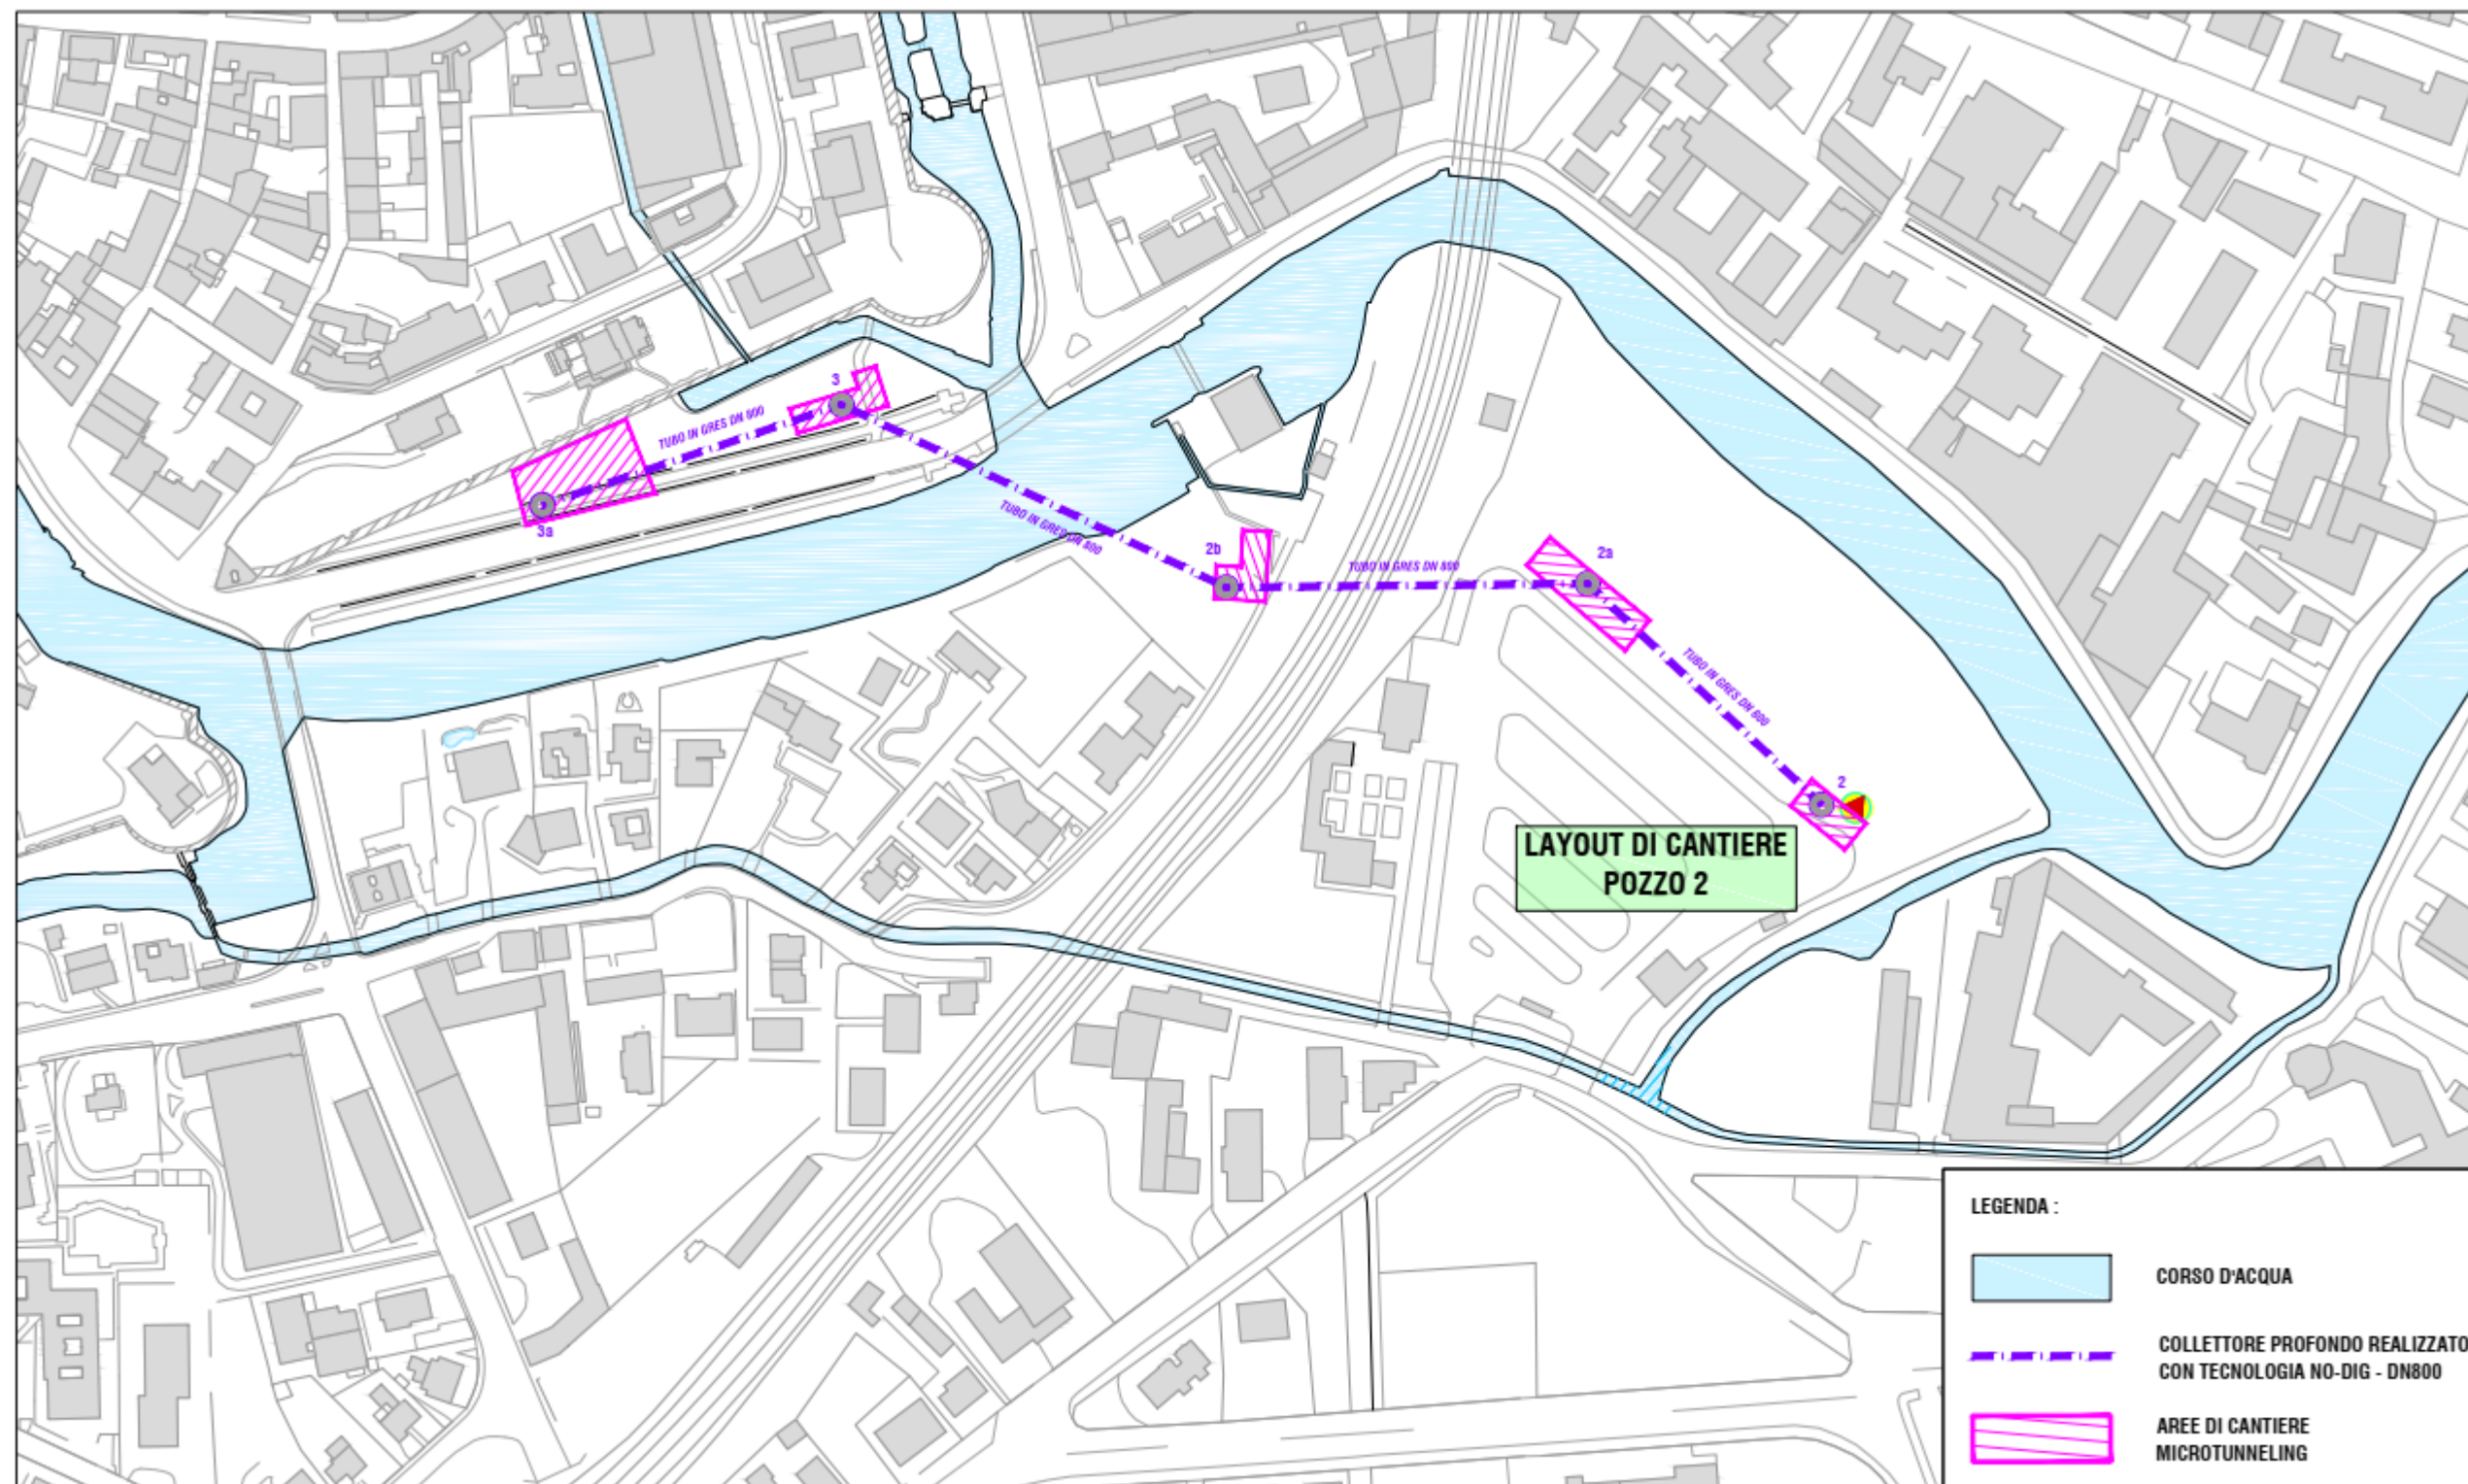 3
TUBO IN GRES DN 800
3a
TUBO IN GRES DN 800
2b
TUBO IN GRES DN 800
2a
TUBO IN GRES DN 800
2
LAYOUT DI CANTIERE
POZZO 2
LEGENDA :
CORSO D'ACQUA
COLLETTORE PROFONDO REALIZZATO
CON TECNOLOGIA NO-DIG - DN800
AREE DI CANTIERE
MICROTUNNELING